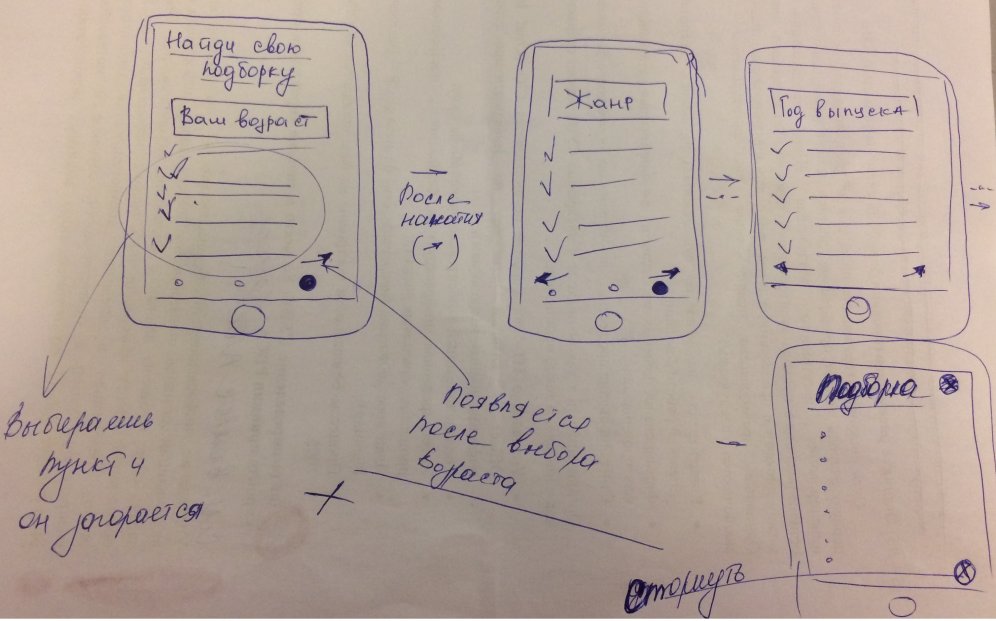 Найди свою
подборку
Ваш возраст
После
нажатия
(→)
Жанр
Год выпуска
Выбираешь
пункт и
он загорается
Появляется
после выбора
возраста
Подборка